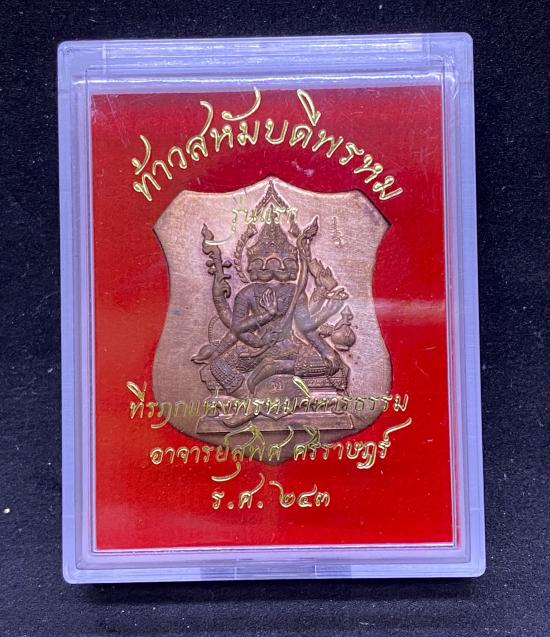 ท้าวสหัมบดีพรหม
รุ่นแรก
ที่รฦกแห่งพรหมวิหารธรรม
อาจารย์สุพิศ ศรีราษฎร์
ร.ศ. ๒๔๓